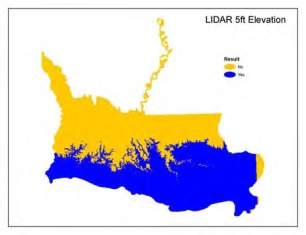 LIDAR 5ft Elevation
Result
No
Yes